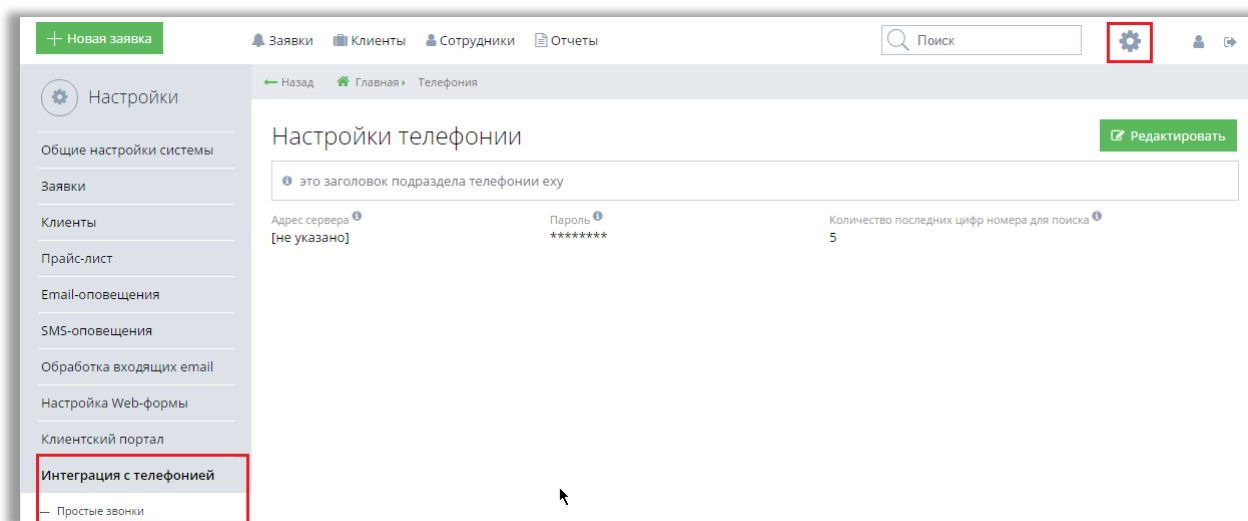 Новая заявка
Заявки Клиенты Сотрудники Отчеты
Поиск
Настройки
Общие настройки системы
Заявки
Клиенты
Прайс-лист
Email-оповещения
SMS-оповещения
Обработка входящих email
Настройка Web-формы
Клиентский портал
Интеграция с телефонией
— Простые звонки
Назад Главная Телефония
Настройки телефонии
Редактировать
это заголовок подраздела телефонии еху
Адрес сервера
[не указано]
Пароль
********
Количество последних цифр номера для поиска
5